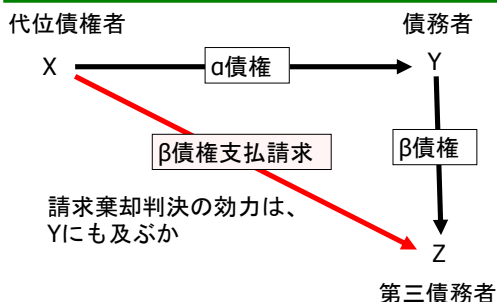 代位債権者
債務者
X
α債権
Y
β債権支払請求
β債権
請求棄却判決の効力は、
Yにも及ぶか
Z
第三債務者